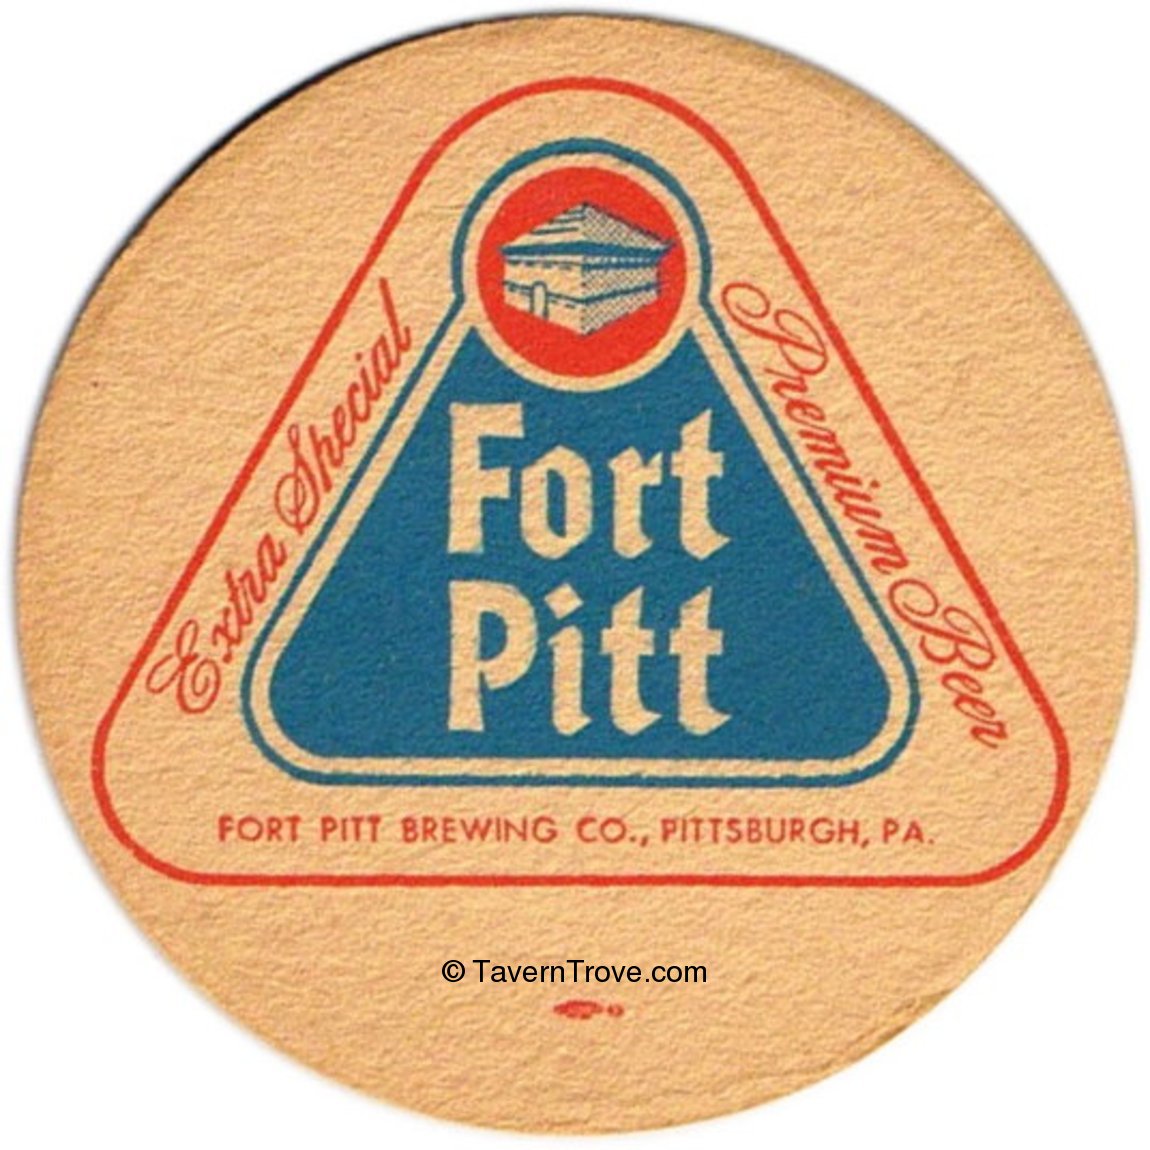 Extra Special
Premium Beer
Fort
Pitt
FORT PITT BREWING CO., PITTSBURGH, PA.
© TavernTrove.com